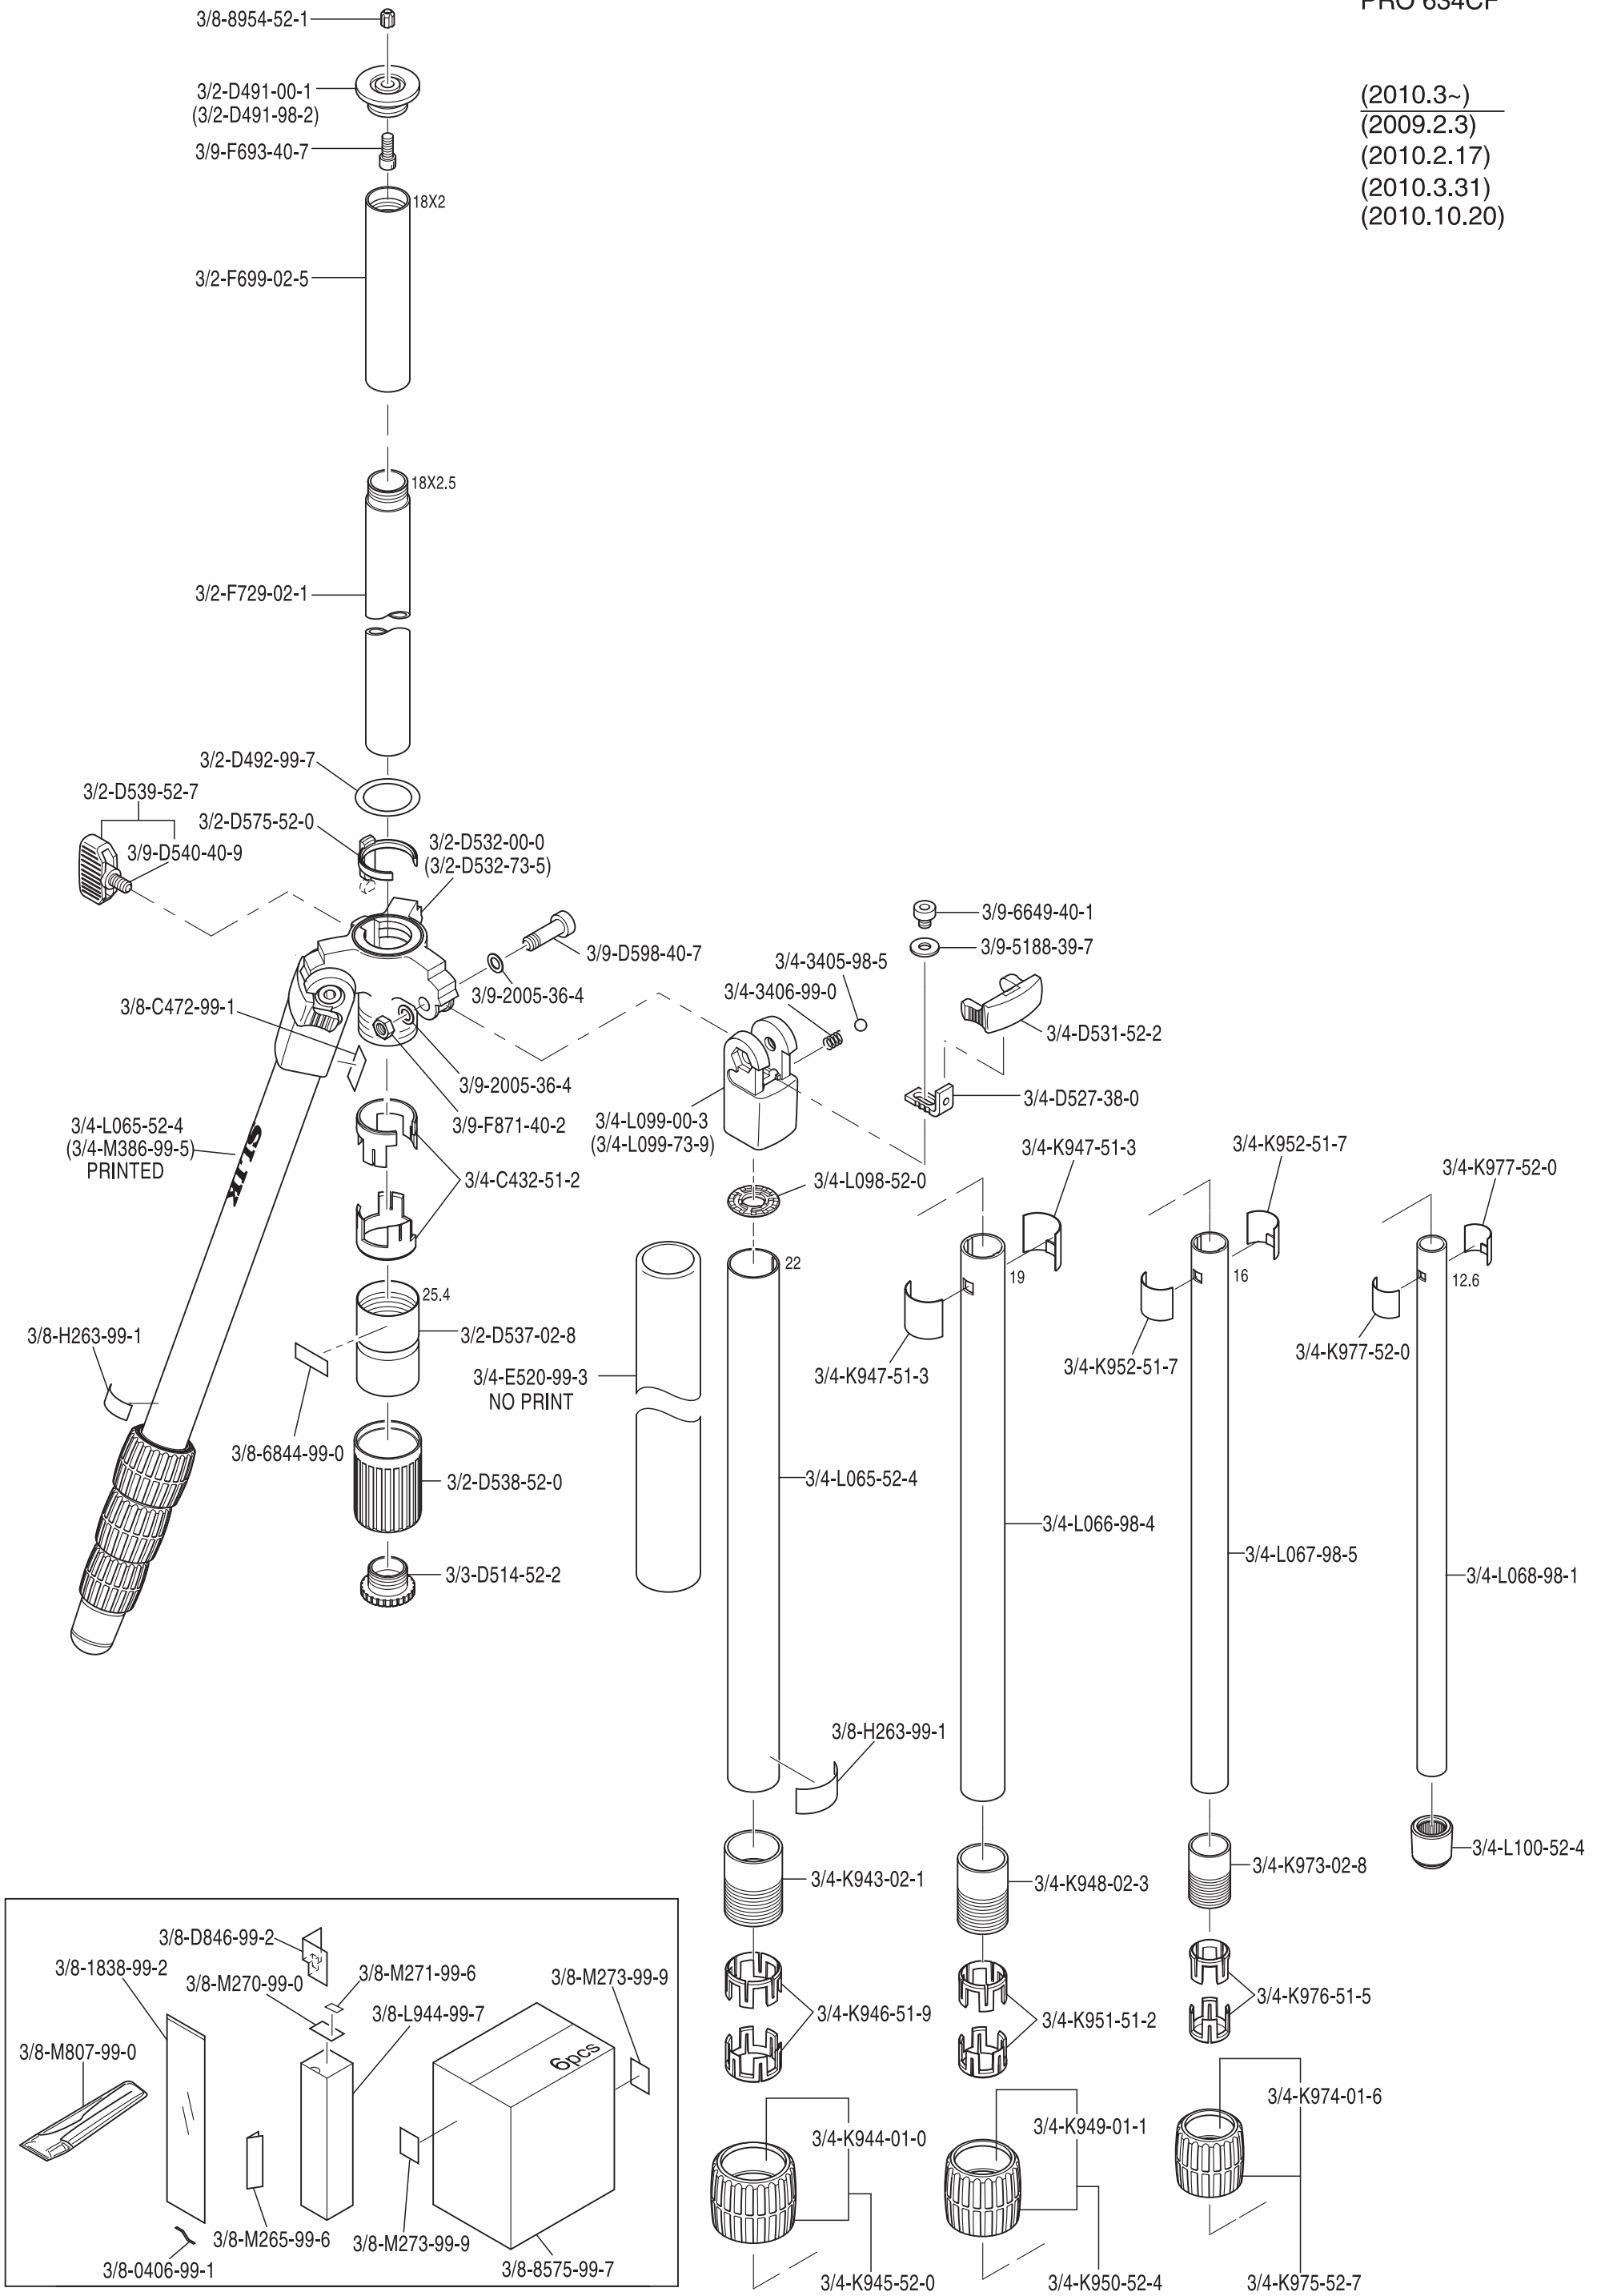 PRO 634CF
(2010.3~)
(2009.2.3)
(2010.2.17)
(2010.3.31)
(2010.10.20)
3/8-8954-52-1
3/2-D491-00-1
(3/2-D491-98-2)
3/9-F693-40-7
18X2
3/2-F699-02-5
18X2.5
3/2-F729-02-1
3/2-D492-99-7
3/2-D539-52-7
3/2-D575-52-0
3/9-D540-40-9
3/2-D532-00-0
(3/2-D532-73-5)
3/9-D598-40-7
3/9-2005-36-4
3/8-C472-99-1
3/9-2005-36-4
3/9-F871-40-2
3/9-6649-40-1
3/9-5188-39-7
3/4-3405-98-5
3/4-3406-99-0
3/4-D531-52-2
3/4-D527-38-0
3/4-L099-00-3
(3/4-L099-73-9)
3/4-L065-52-4
(3/4-M386-99-5)
PRINTED
SLIK
3/4-C432-51-2
3/4-L098-52-0
3/4-K947-51-3
3/4-K952-51-7
3/4-K977-52-0
22
19
16
12.6
25.4
3/8-H263-99-1
3/2-D537-02-8
3/4-E520-99-3
NO PRINT
3/4-K947-51-3
3/4-K952-51-7
3/4-K977-52-0
3/8-6844-99-0
3/2-D538-52-0
3/4-L065-52-4
3/4-L066-98-4
3/4-L067-98-5
3/4-L068-98-1
3/3-D514-52-2
3/8-H263-99-1
3/4-K943-02-1
3/4-K948-02-3
3/4-K973-02-8
3/4-L100-52-4
3/8-D846-99-2
3/8-1838-99-2
3/8-M270-99-0
3/8-M271-99-6
3/8-M273-99-9
3/8-L944-99-7
3/8-M807-99-0
6pcs
3/4-K946-51-9
3/4-K951-51-2
3/4-K976-51-5
3/4-K944-01-0
3/4-K949-01-1
3/4-K974-01-6
3/8-M265-99-6
3/8-M273-99-9
3/8-0406-99-1
3/8-8575-99-7
3/4-K945-52-0
3/4-K950-52-4
3/4-K975-52-7